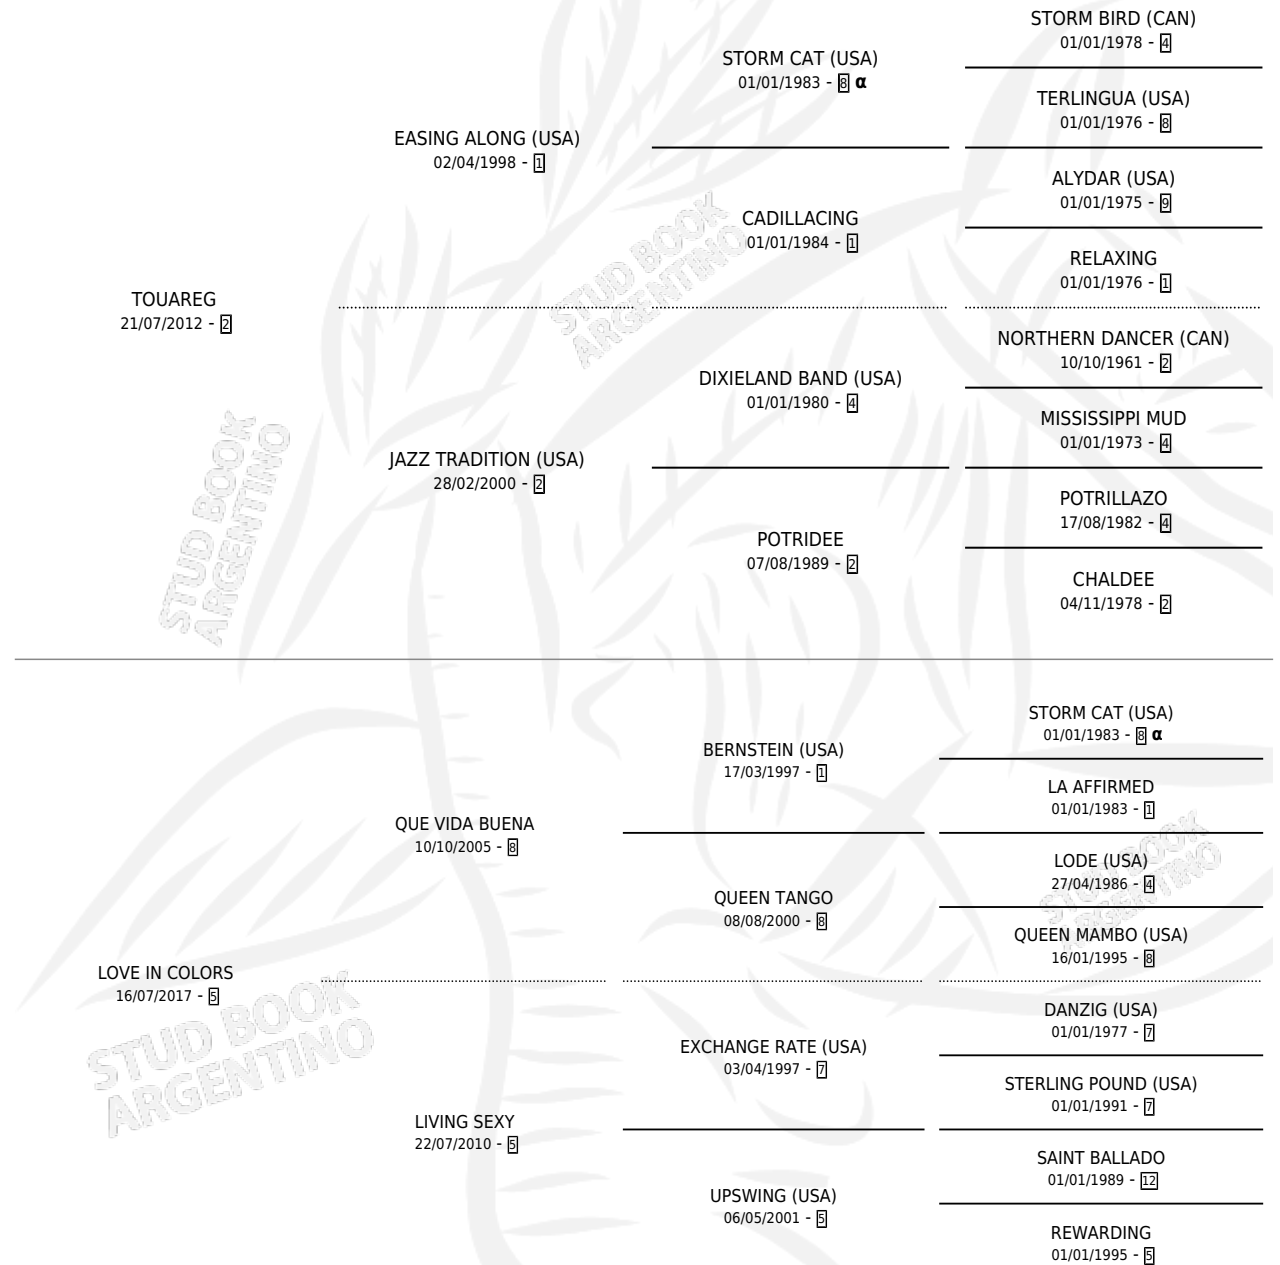 STORM BIRD (CAN)
01/01/1978 - 4
STORM CAT (USA)
01/01/1983 - 8 α
TERLINGUA (USA)
01/01/1976 - 8
EASING ALONG (USA)
02/04/1998 - 1
ALYDAR (USA)
01/01/1975 - 9
CADILLACING
01/01/1984 - 1
RELAXING
01/01/1976 - 1
TOUAREG
21/07/2012 - 2
NORTHERN DANCER (CAN)
10/10/1961 - 2
DIXIELAND BAND (USA)
01/01/1980 - 4
MISSISSIPPI MUD
01/01/1973 - 4
JAZZ TRADITION (USA)
28/02/2000 - 2
POTRILLAZO
17/08/1982 - 4
POTRIDEE
07/08/1989 - 2
CHALDEE
04/11/1978 - 2
STORM CAT (USA)
01/01/1983 - 8 α
BERNSTEIN (USA)
17/03/1997 - 1
LA AFFIRMED
01/01/1983 - 1
QUE VIDA BUENA
10/10/2005 - 8
LODE (USA)
27/04/1986 - 4
QUEEN TANGO
08/08/2000 - 8
QUEEN MAMBO (USA)
16/01/1995 - 8
LOVE IN COLORS
16/07/2017 - 5
DANZIG (USA)
01/01/1977 - 7
EXCHANGE RATE (USA)
03/04/1997 - 7
STERLING POUND (USA)
01/01/1991 - 7
LIVING SEXY
22/07/2010 - 5
SAINT BALLADO
01/01/1989 - 12
UPSWING (USA)
06/05/2001 - 5
REWARDING
01/01/1995 - 5
STUD BOOK
ARGENTINO
STUD BOOK
ARGENTINO
STUD BOOK
ARGENTINO
STUD BOOK
ARGENTINO